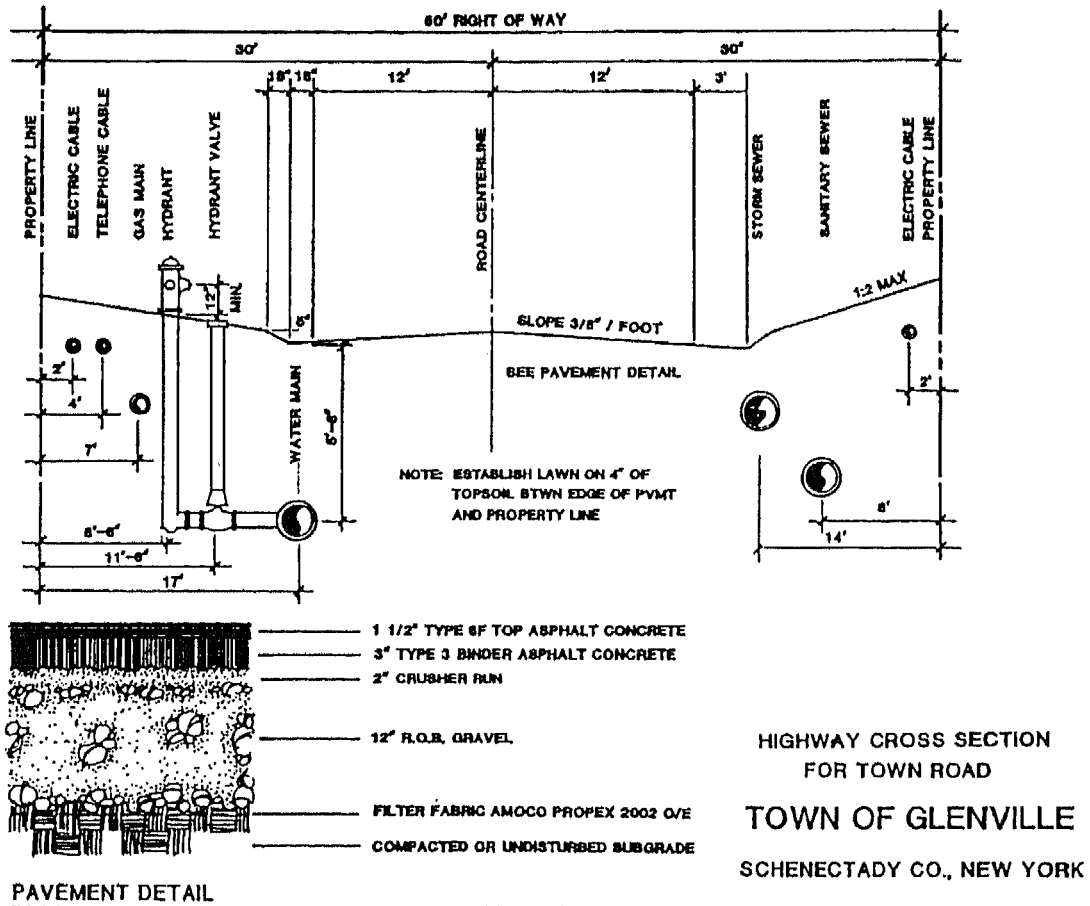 60' RIGHT OF WAY
30'
30'
18" 18"
12'
12'
3'
PROPERTY LINE
ELECTRIC CABLE
TELEPHONE CABLE
GAS MAIN
HYDRANT
HYDRANT VALVE
ROAD CENTERLINE
STORM SEWER
SANITARY SEWER
ELECTRIC CABLE
PROPERTY LINE
12"
MIN.
6"
1:2 MAX
SLOPE 3/8" / FOOT
SEE PAVEMENT DETAIL
2'
4'
7'
WATER MAIN
5'-6"
2'
NOTE: ESTABLISH LAWN ON 4" OF
TOPSOIL BTWN EDGE OF PVMT
AND PROPERTY LINE
8'-6"
11'-6"
17'
8'
14'
1 1/2" TYPE 6F TOP ASPHALT CONCRETE
3" TYPE 3 BINDER ASPHALT CONCRETE
2" CRUSHER RUN
12" R.O.B. GRAVEL
FILTER FABRIC AMOCO PROPEX 2002 O/E
COMPACTED OR UNDISTURBED SUBGRADE
PAVEMENT DETAIL
HIGHWAY CROSS SECTION
FOR TOWN ROAD
TOWN OF GLENVILLE
SCHENECTADY CO., NEW YORK